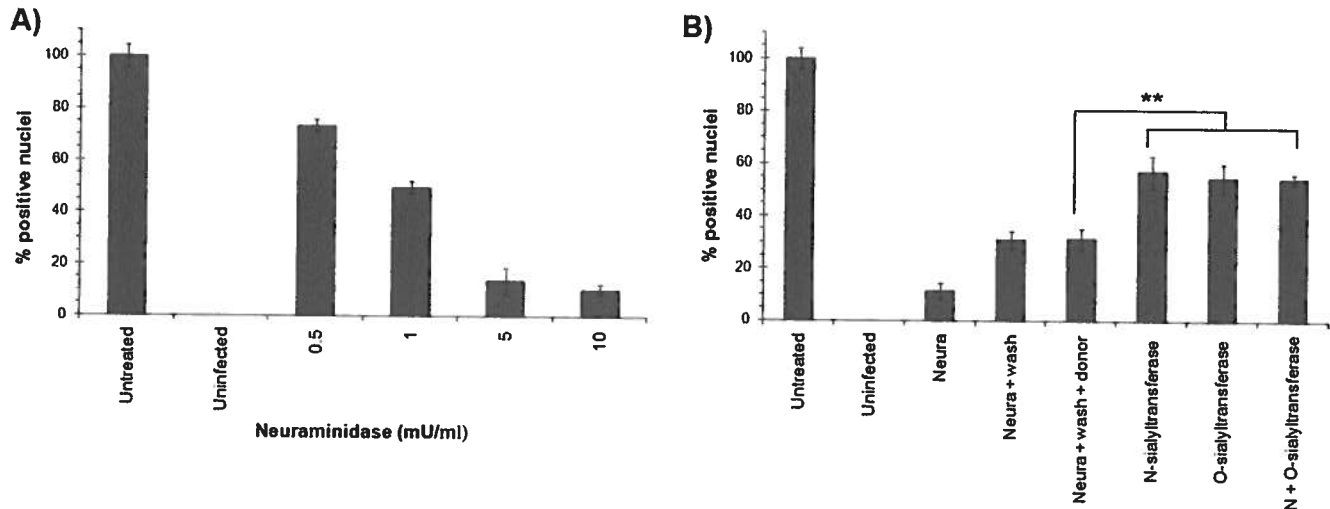 A)
% positive nuclei
100
80
60
40
20
0
Untreated
Uninfected
0.5
1
5
10
Neuraminidase (mU/ml)
B)
% positive nuclei
100
80
60
40
20
0
**
Untreated
Uninfected
Neura
Neura + wash
Neura + wash + donor
N-sialyltransferase
O-sialyltransferase
N + O-sialyltransferase